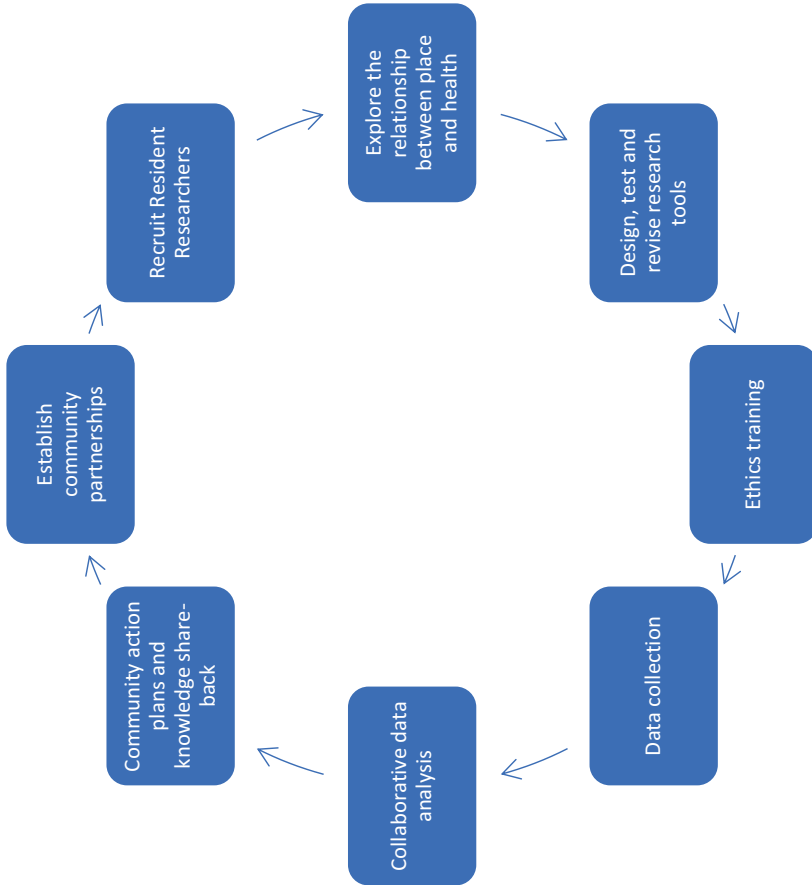 Establish
community
partnerships
Recruit Resident
Researchers
Explore the
relationship
between place
and health
Design, test and
revise research
tools
Ethics training
Data collection
Collaborative data
analysis
Community action
plans and
knowledge share-
back